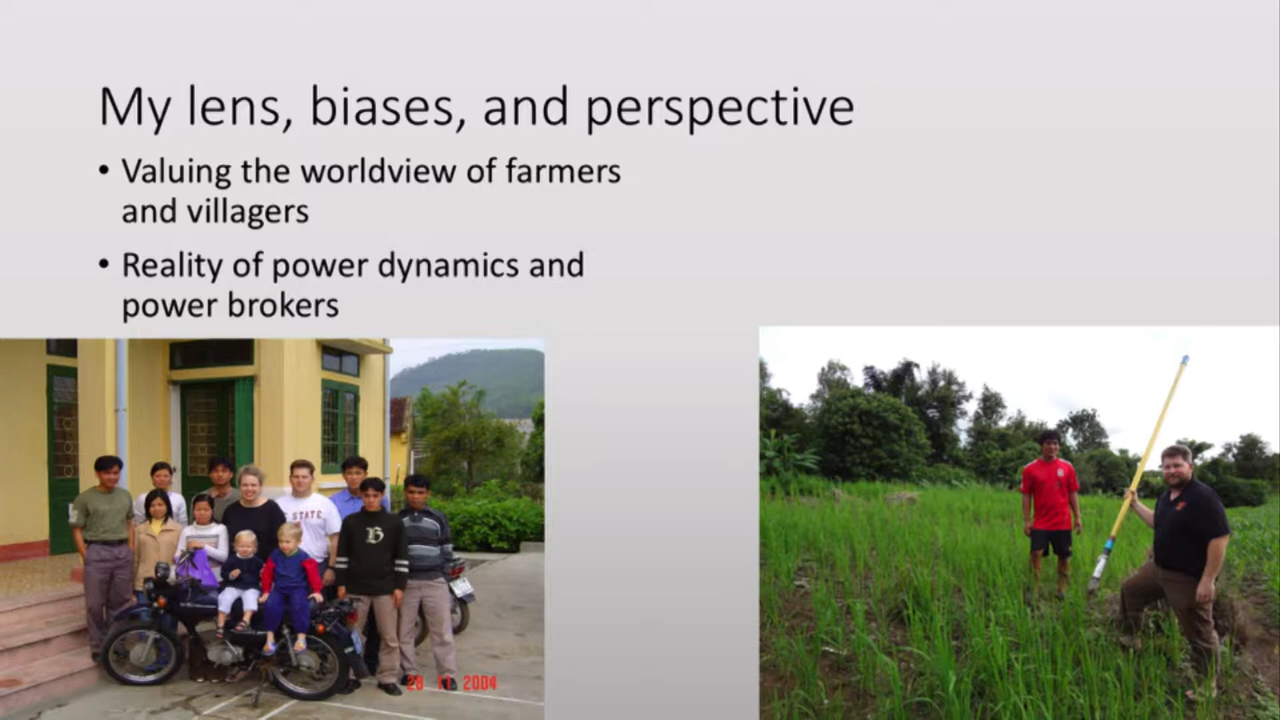 My lens, biases, and perspective
• Valuing the worldview of farmers
and villagers
• Reality of power dynamics and
power brokers
STATE
B
28 11 2004